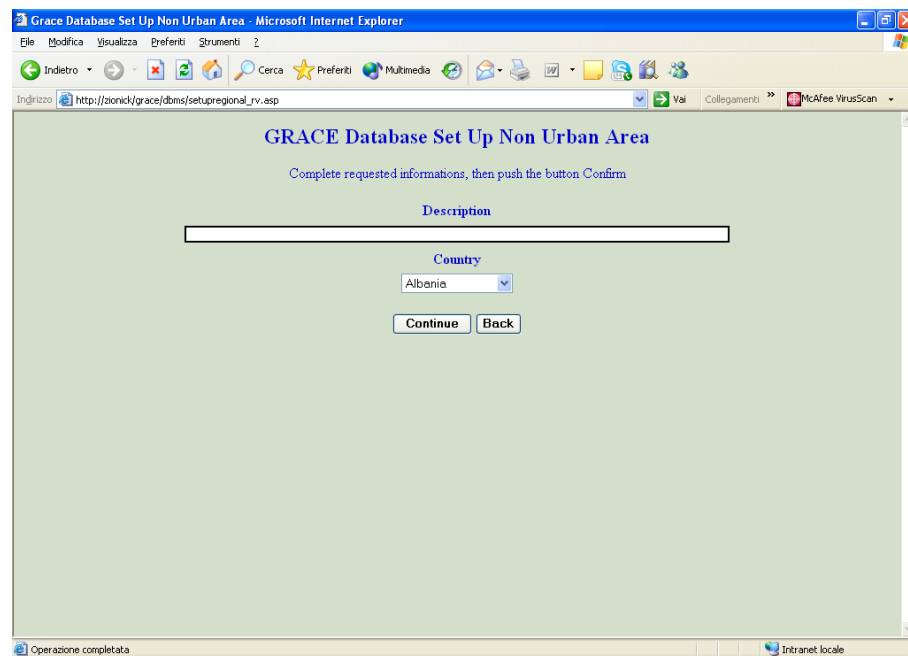 Grace Database Set Up Non Urban Area - Microsoft Internet Explorer
File Modifica Visualizza Preferiti Strumenti ?
Indietro Cerca Preferiti Multimedia
Indirizzo http://zionick/grace/dbms/setupregional_rv.asp Vai Collegamenti » McAfee VirusScan
GRACE Database Set Up Non Urban Area
Complete requested informations, then push the button Confirm
Description
Country
Albania
Continue Back
Operazione completata Intranet locale